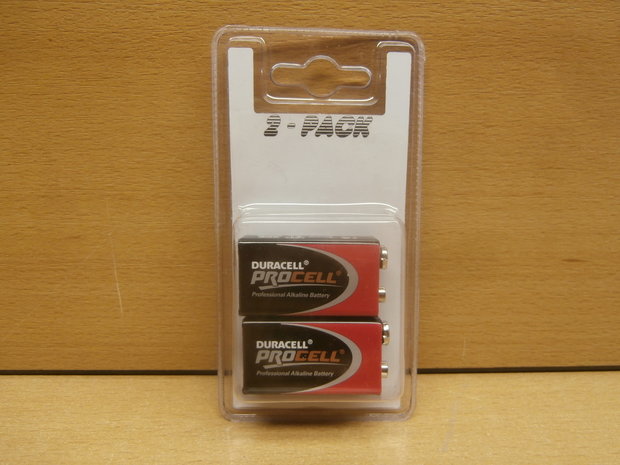 2-PACK
DURACELL®
PROCELL®
Professional Alkaline Battery
DURACELL®
PROCELL®
Professional Alkaline Battery